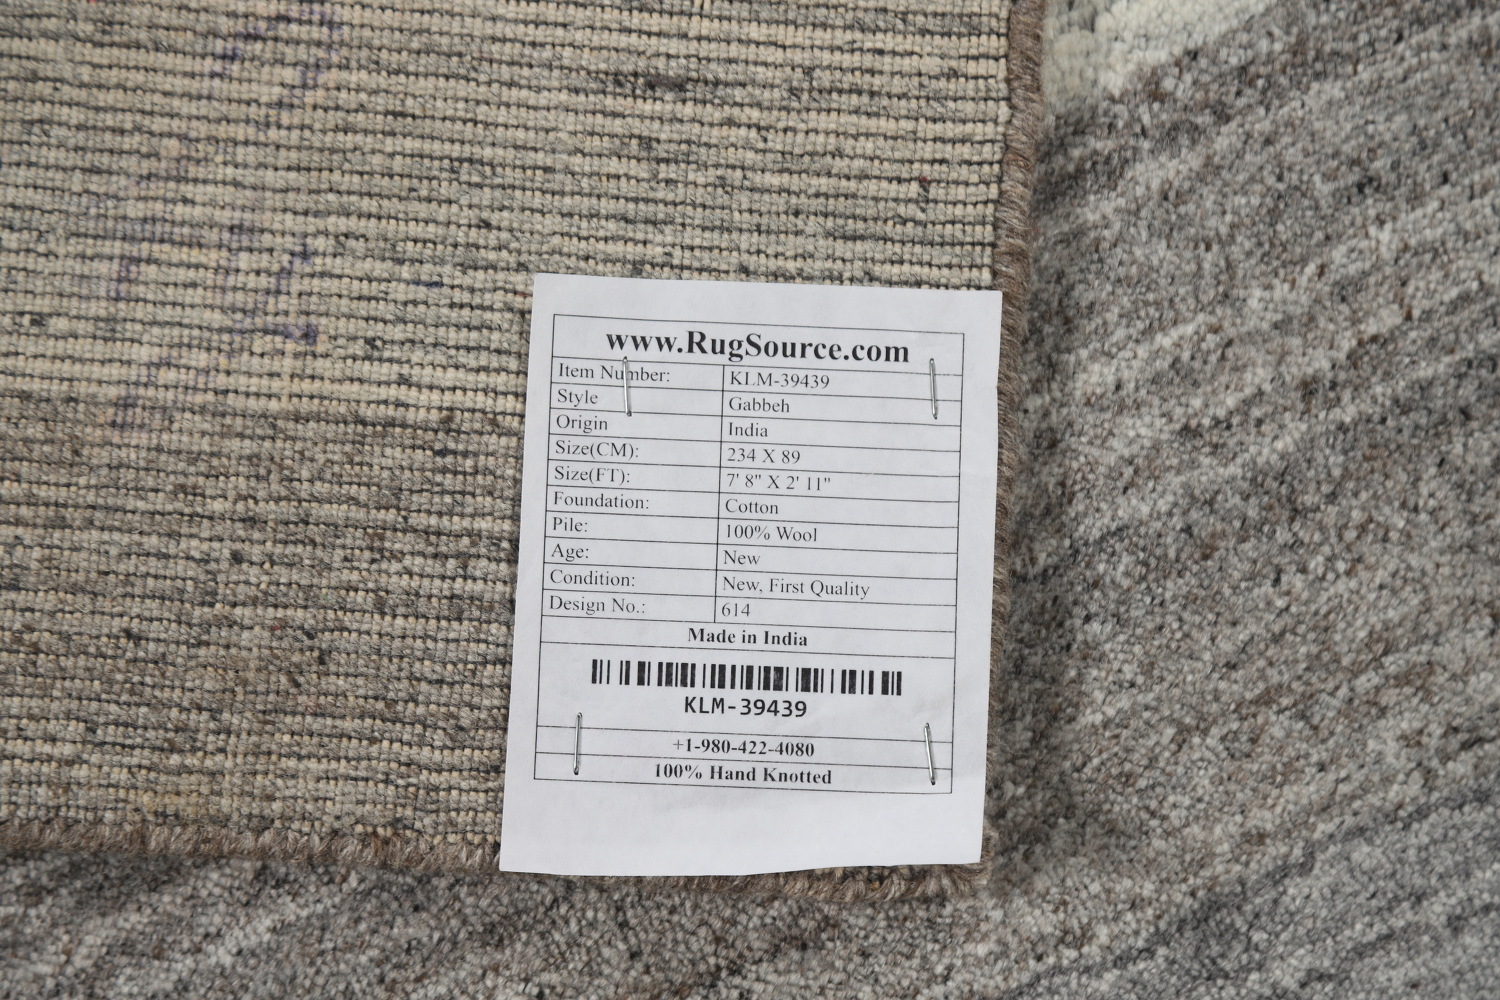 www.RugSource.com
Item Number: KLM-39439
Style Gabbeh
Origin India
Size(CM): 234 X 89
Size(FT): 7' 8" X 2' 11"
Foundation: Cotton
Pile: 100% Wool
Age: New
Condition: New, First Quality
Design No.: 614
Made in India
KLM-39439
+1-980-422-4080
100% Hand Knotted